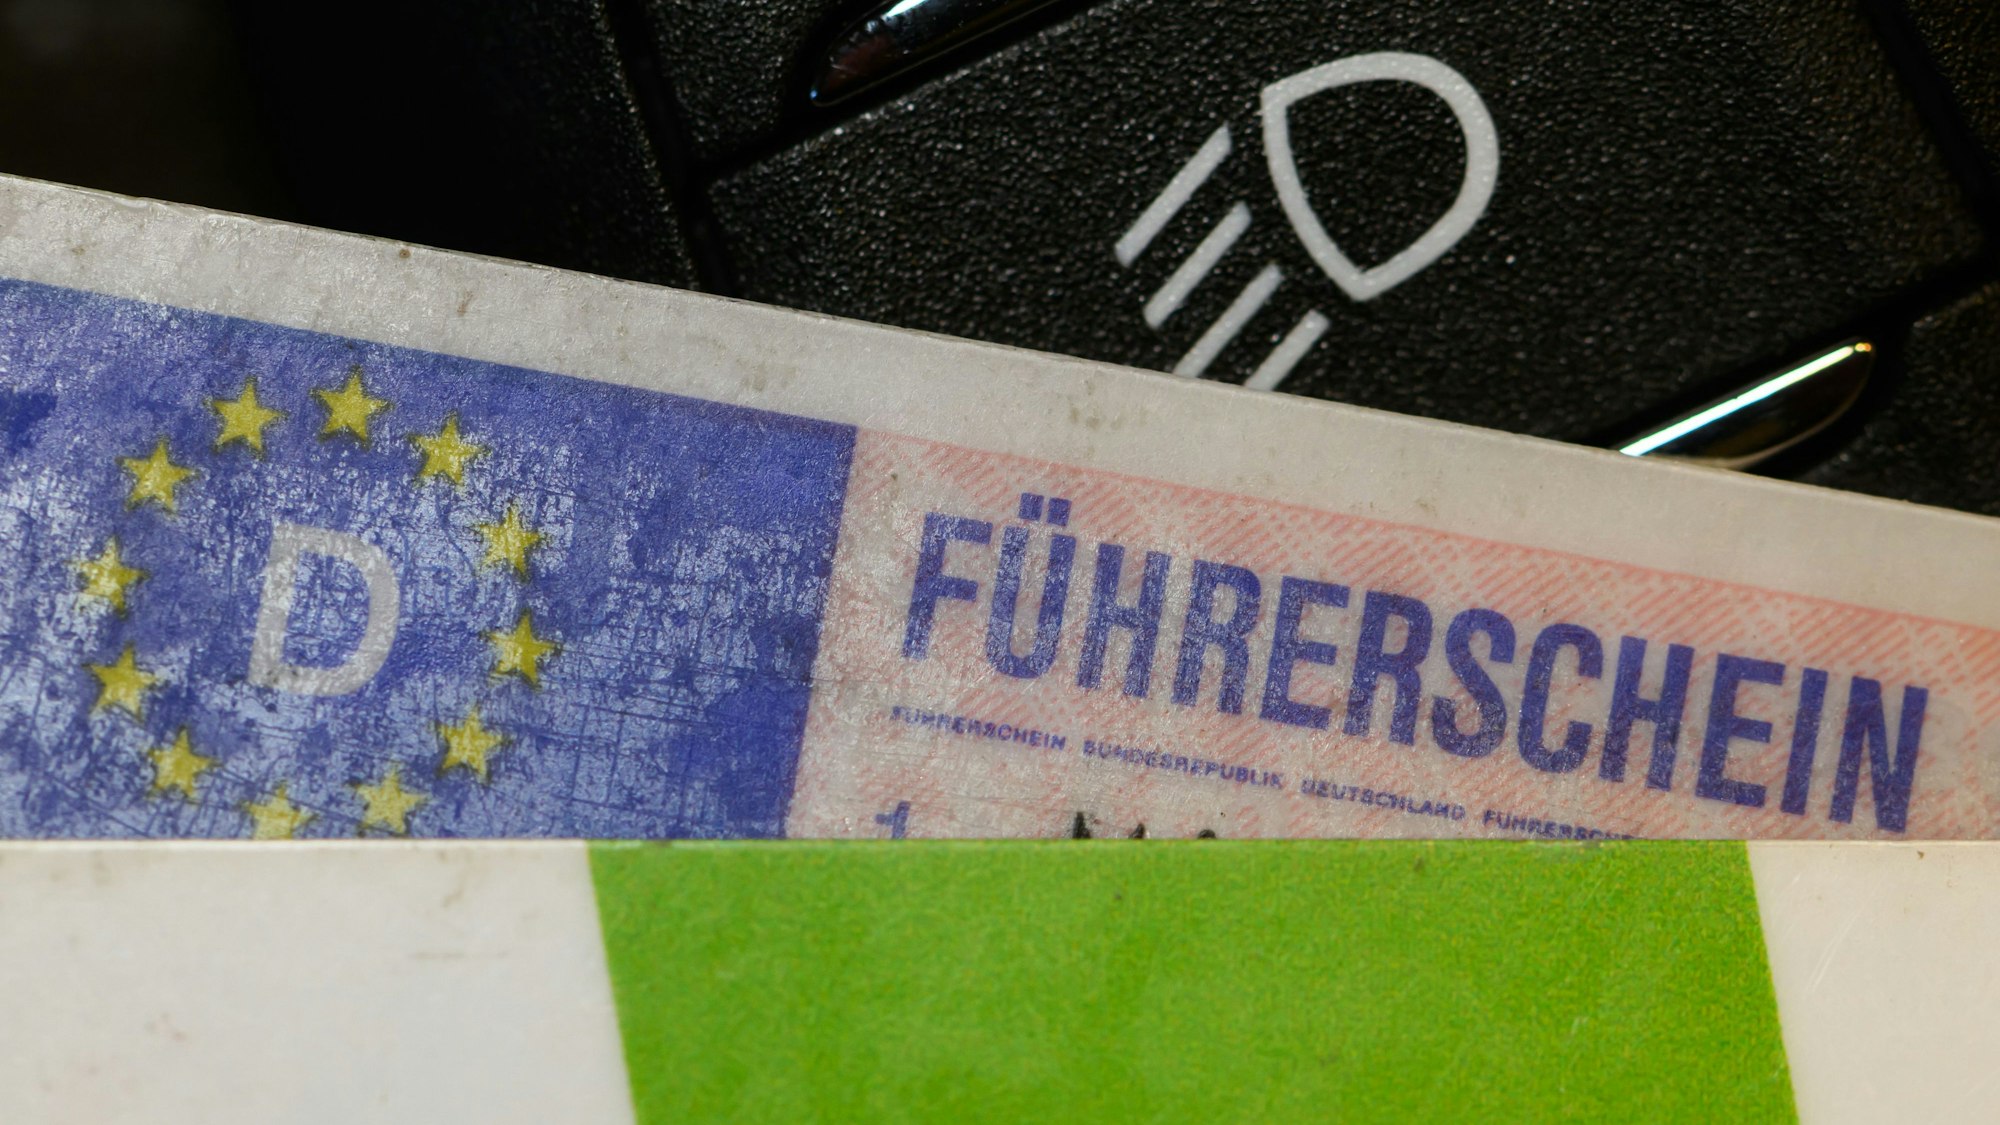 D
FÜHRERSCHEIN
FÜHRERSCHEIN BUNDESREPUBLIK DEUTSCHLAND